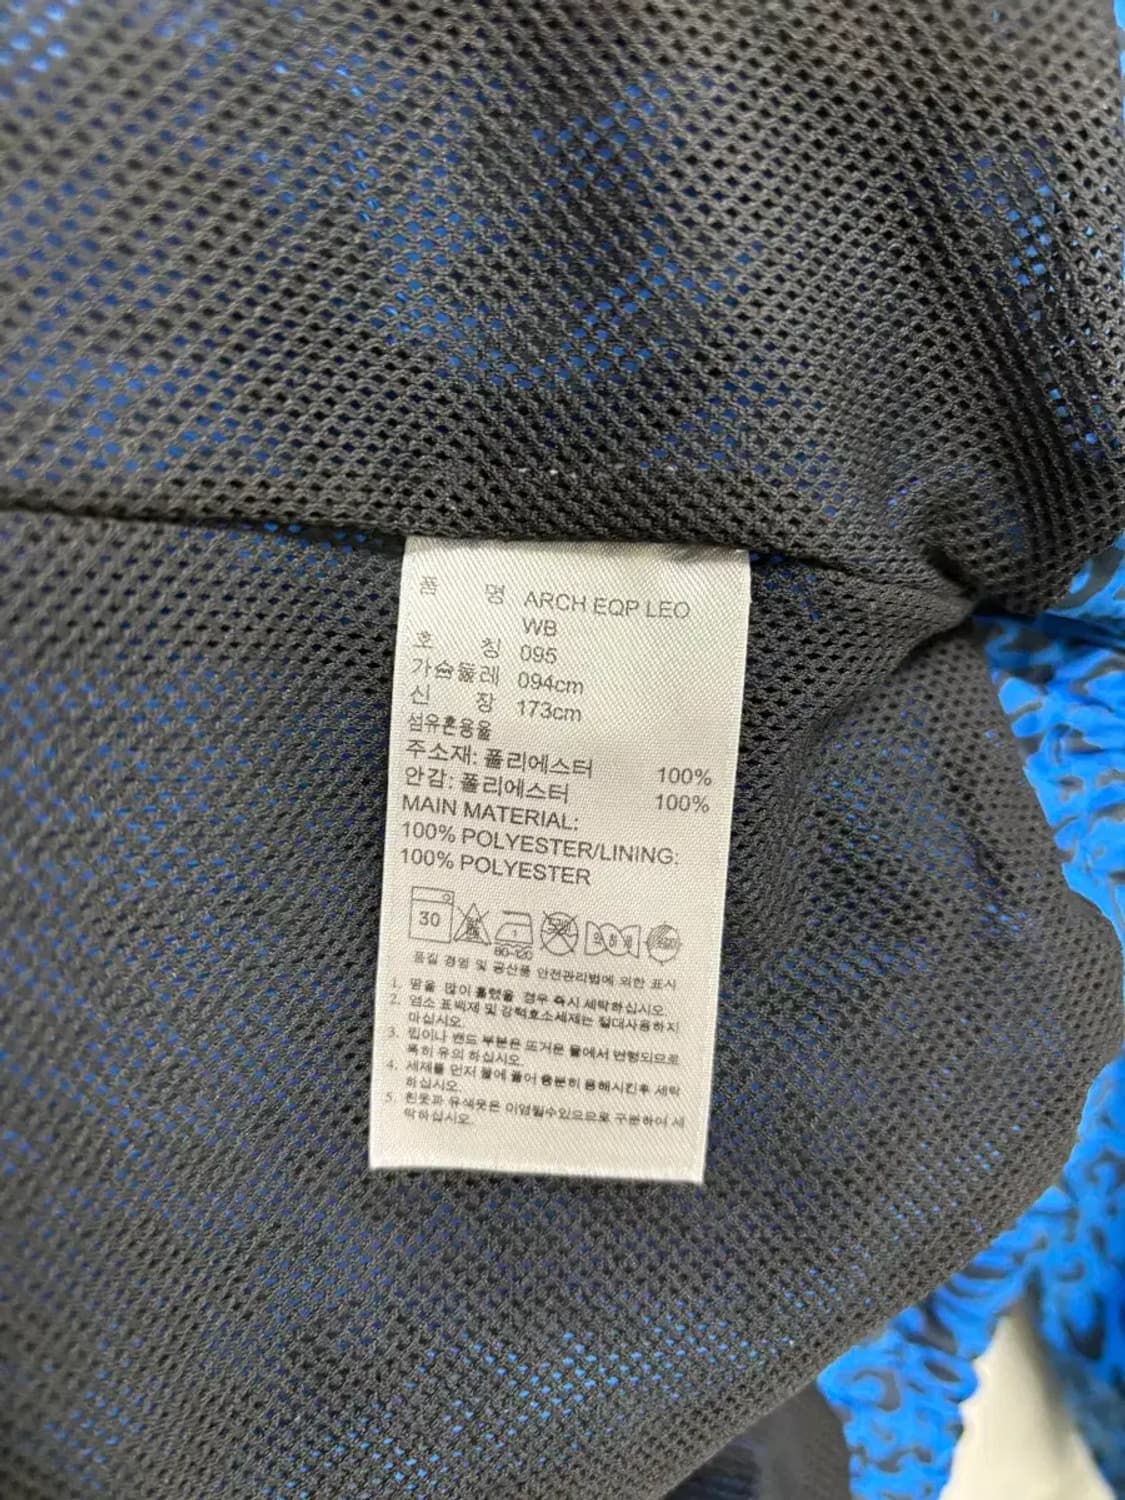 품 명 ARCH EQP LEO
WB
호 칭 095
가슴둘레 094cm
신 장 173cm
섬유혼용율
주소재: 폴리에스터 100%
안감: 폴리에스터 100%
MAIN MATERIAL:
100% POLYESTER/LINING:
100% POLYESTER
30 1 80~120
품질 경영 및 공산품 안전관리법에 의한 표시
1. 땀을 많이 흘렸을 경우 즉시 세탁하십시오.
2. 염소 표백제 및 강력효소세제는 절대사용하지
마십시오.
3. 립이나 밴드 부분은 뜨거운 물에서 변형되므로
특히 유의 하십시오
4. 세제를 먼저 물에 풀어 충분히 용해시킨후 세탁
하십시오.
5. 흰옷과 유색옷은 이염될수있으므로 구분하여 세
탁하십시오.